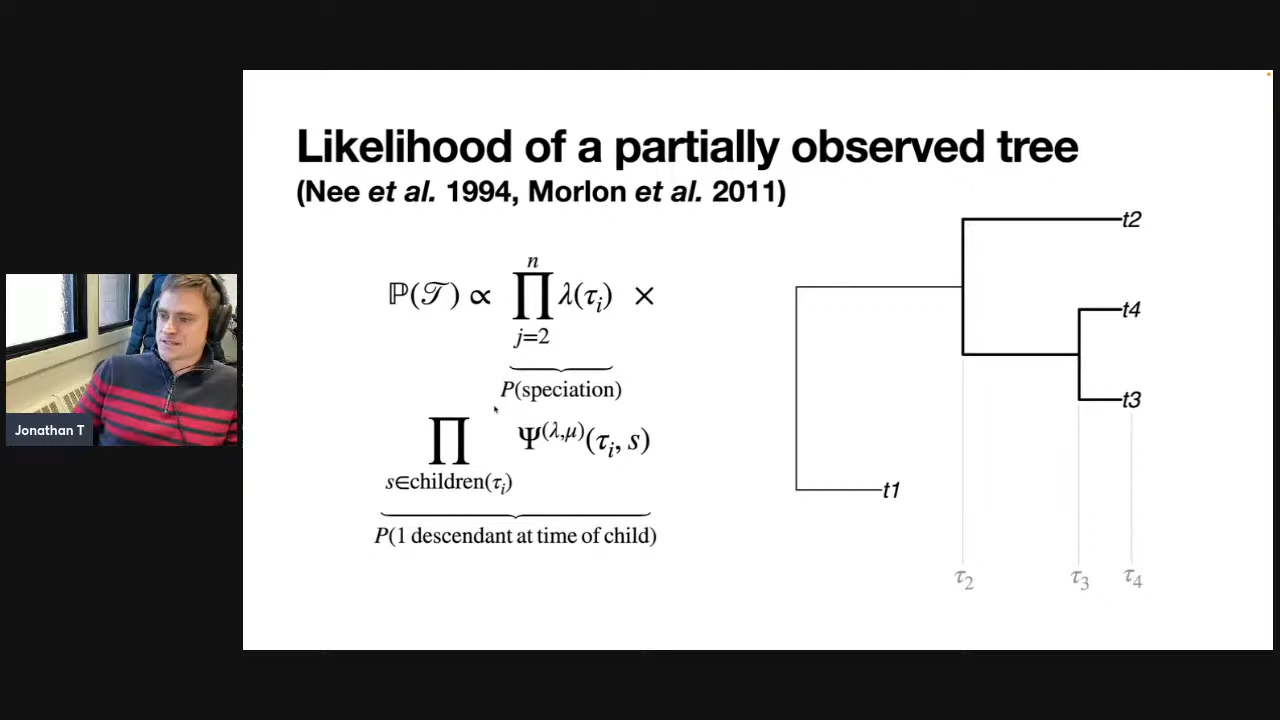 Likelihood of a partially observed tree
(Nee et al. 1994, Morlon et al. 2011)
n
ℙ(𝒯) ∝ ∏ λ(τᵢ) ×
j=2
P(speciation)
∏ Ψ^(λ,μ)(τᵢ, s)
s∈children(τᵢ)
P(1 descendant at time of child)
t2
t4
t3
t1
τ₂ τ₃ τ₄
Jonathan T